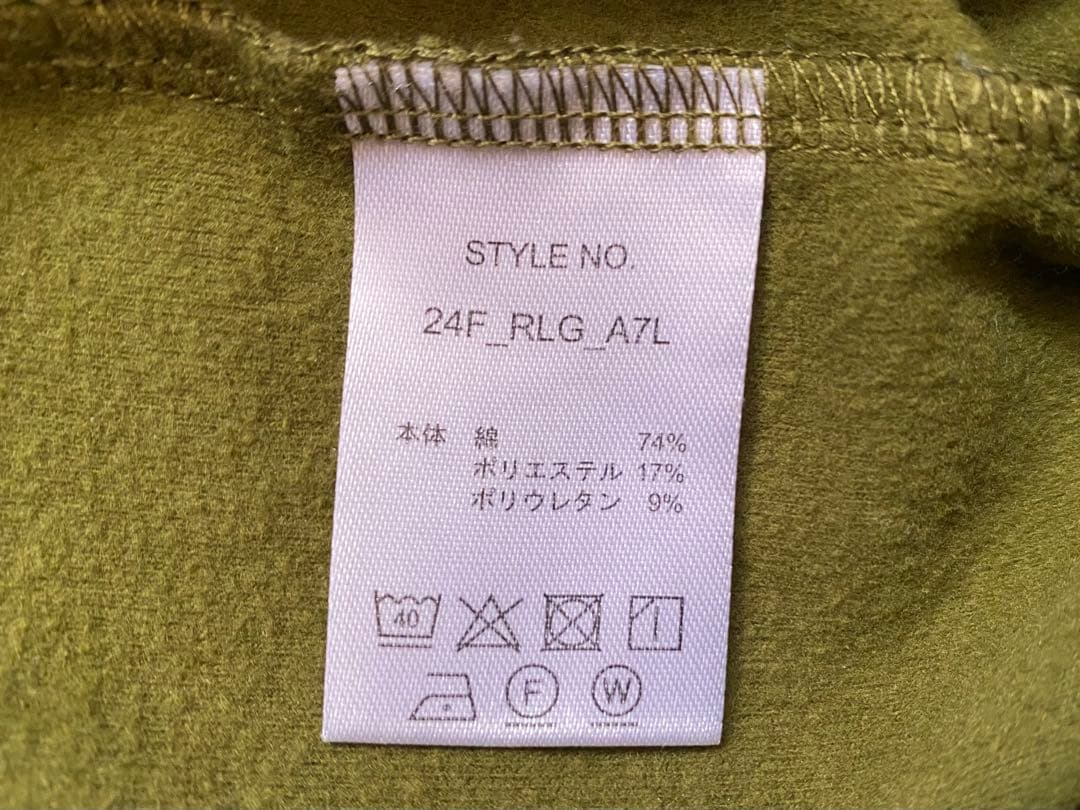 STYLE NO.
24F_RLG_A7L
本体 綿 74%
ポリエステル 17%
ポリウレタン 9%
40
F W